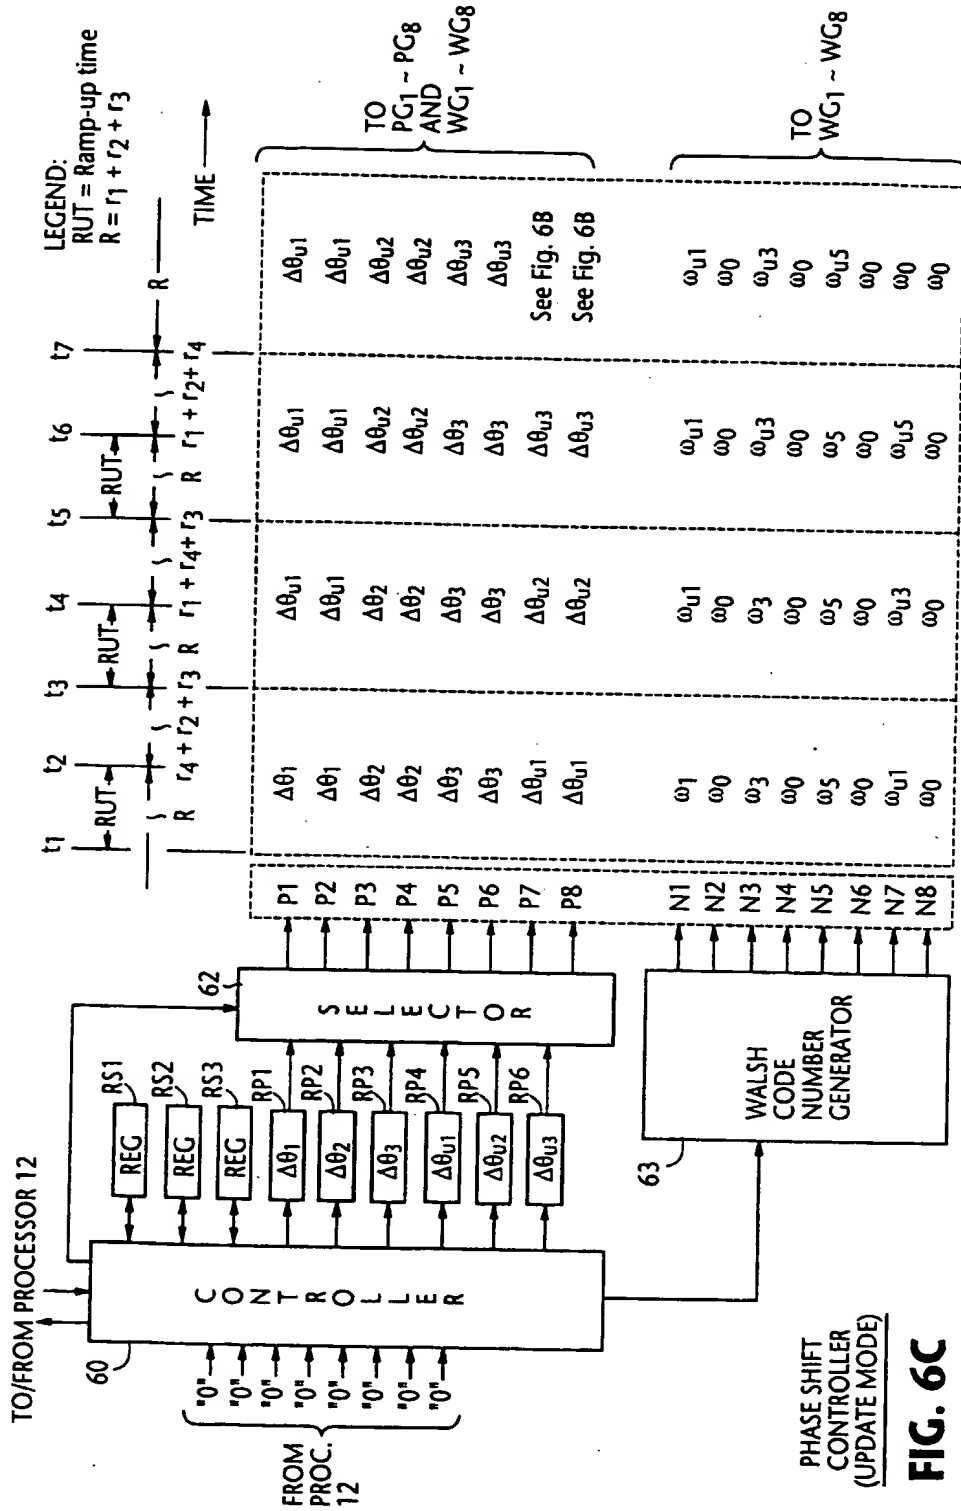 LEGEND:
RUT = Ramp-up time
R = r1 + r2 + r3
TIME
t1 t2 t3 t4 t5 t6 t7
RUT RUT RUT
R r4 + r2 + r3 R r1 + r4 + r3 R r1 + r2 + r4 R
TO/FROM PROCESSOR 12
60
CONTROLLER
FROM
PROC.
12
"0"
"0"
"0"
"0"
"0"
"0"
"0"
"0"
REG RS1
REG RS2
REG RS3
Δθ1 RP1
Δθ2 RP2
Δθ3 RP3
Δθu1 RP4
Δθu2 RP5
Δθu3 RP6
62
SELECTOR
P1 Δθ1 Δθu1 Δθu1 Δθu1
P2 Δθ1 Δθu1 Δθu1 Δθu1
P3 Δθ2 Δθ2 Δθu2 Δθu2
P4 Δθ2 Δθ2 Δθu2 Δθu2
P5 Δθ3 Δθ3 Δθ3 Δθu3
P6 Δθ3 Δθ3 Δθ3 Δθu3
P7 Δθu1 Δθu2 Δθu3 See Fig. 6B
P8 Δθu1 Δθu2 Δθu3 See Fig. 6B
TO
PG1 ~ PG8
AND
WG1 ~ WG8
63
WALSH
CODE
NUMBER
GENERATOR
N1 ω1 ωu1 ωu1 ωu1
N2 ω0 ω0 ω0 ω0
N3 ω3 ω3 ωu3 ωu3
N4 ω0 ω0 ω0 ω0
N5 ω5 ω5 ω5 ωu5
N6 ω0 ω0 ω0 ω0
N7 ωu1 ωu3 ωu5 ω0
N8 ω0 ω0 ω0 ω0
TO
WG1 ~ WG8
PHASE SHIFT
CONTROLLER
(UPDATE MODE)
FIG. 6C